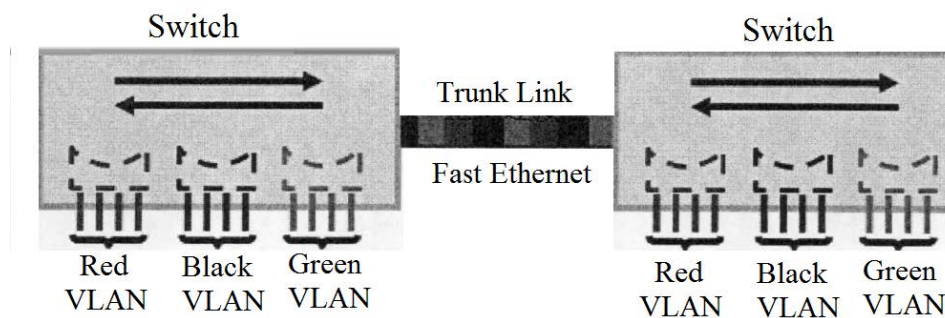 Switch
Switch
Trunk Link
Fast Ethernet
Red
VLAN
Black
VLAN
Green
VLAN
Red
VLAN
Black
VLAN
Green
VLAN